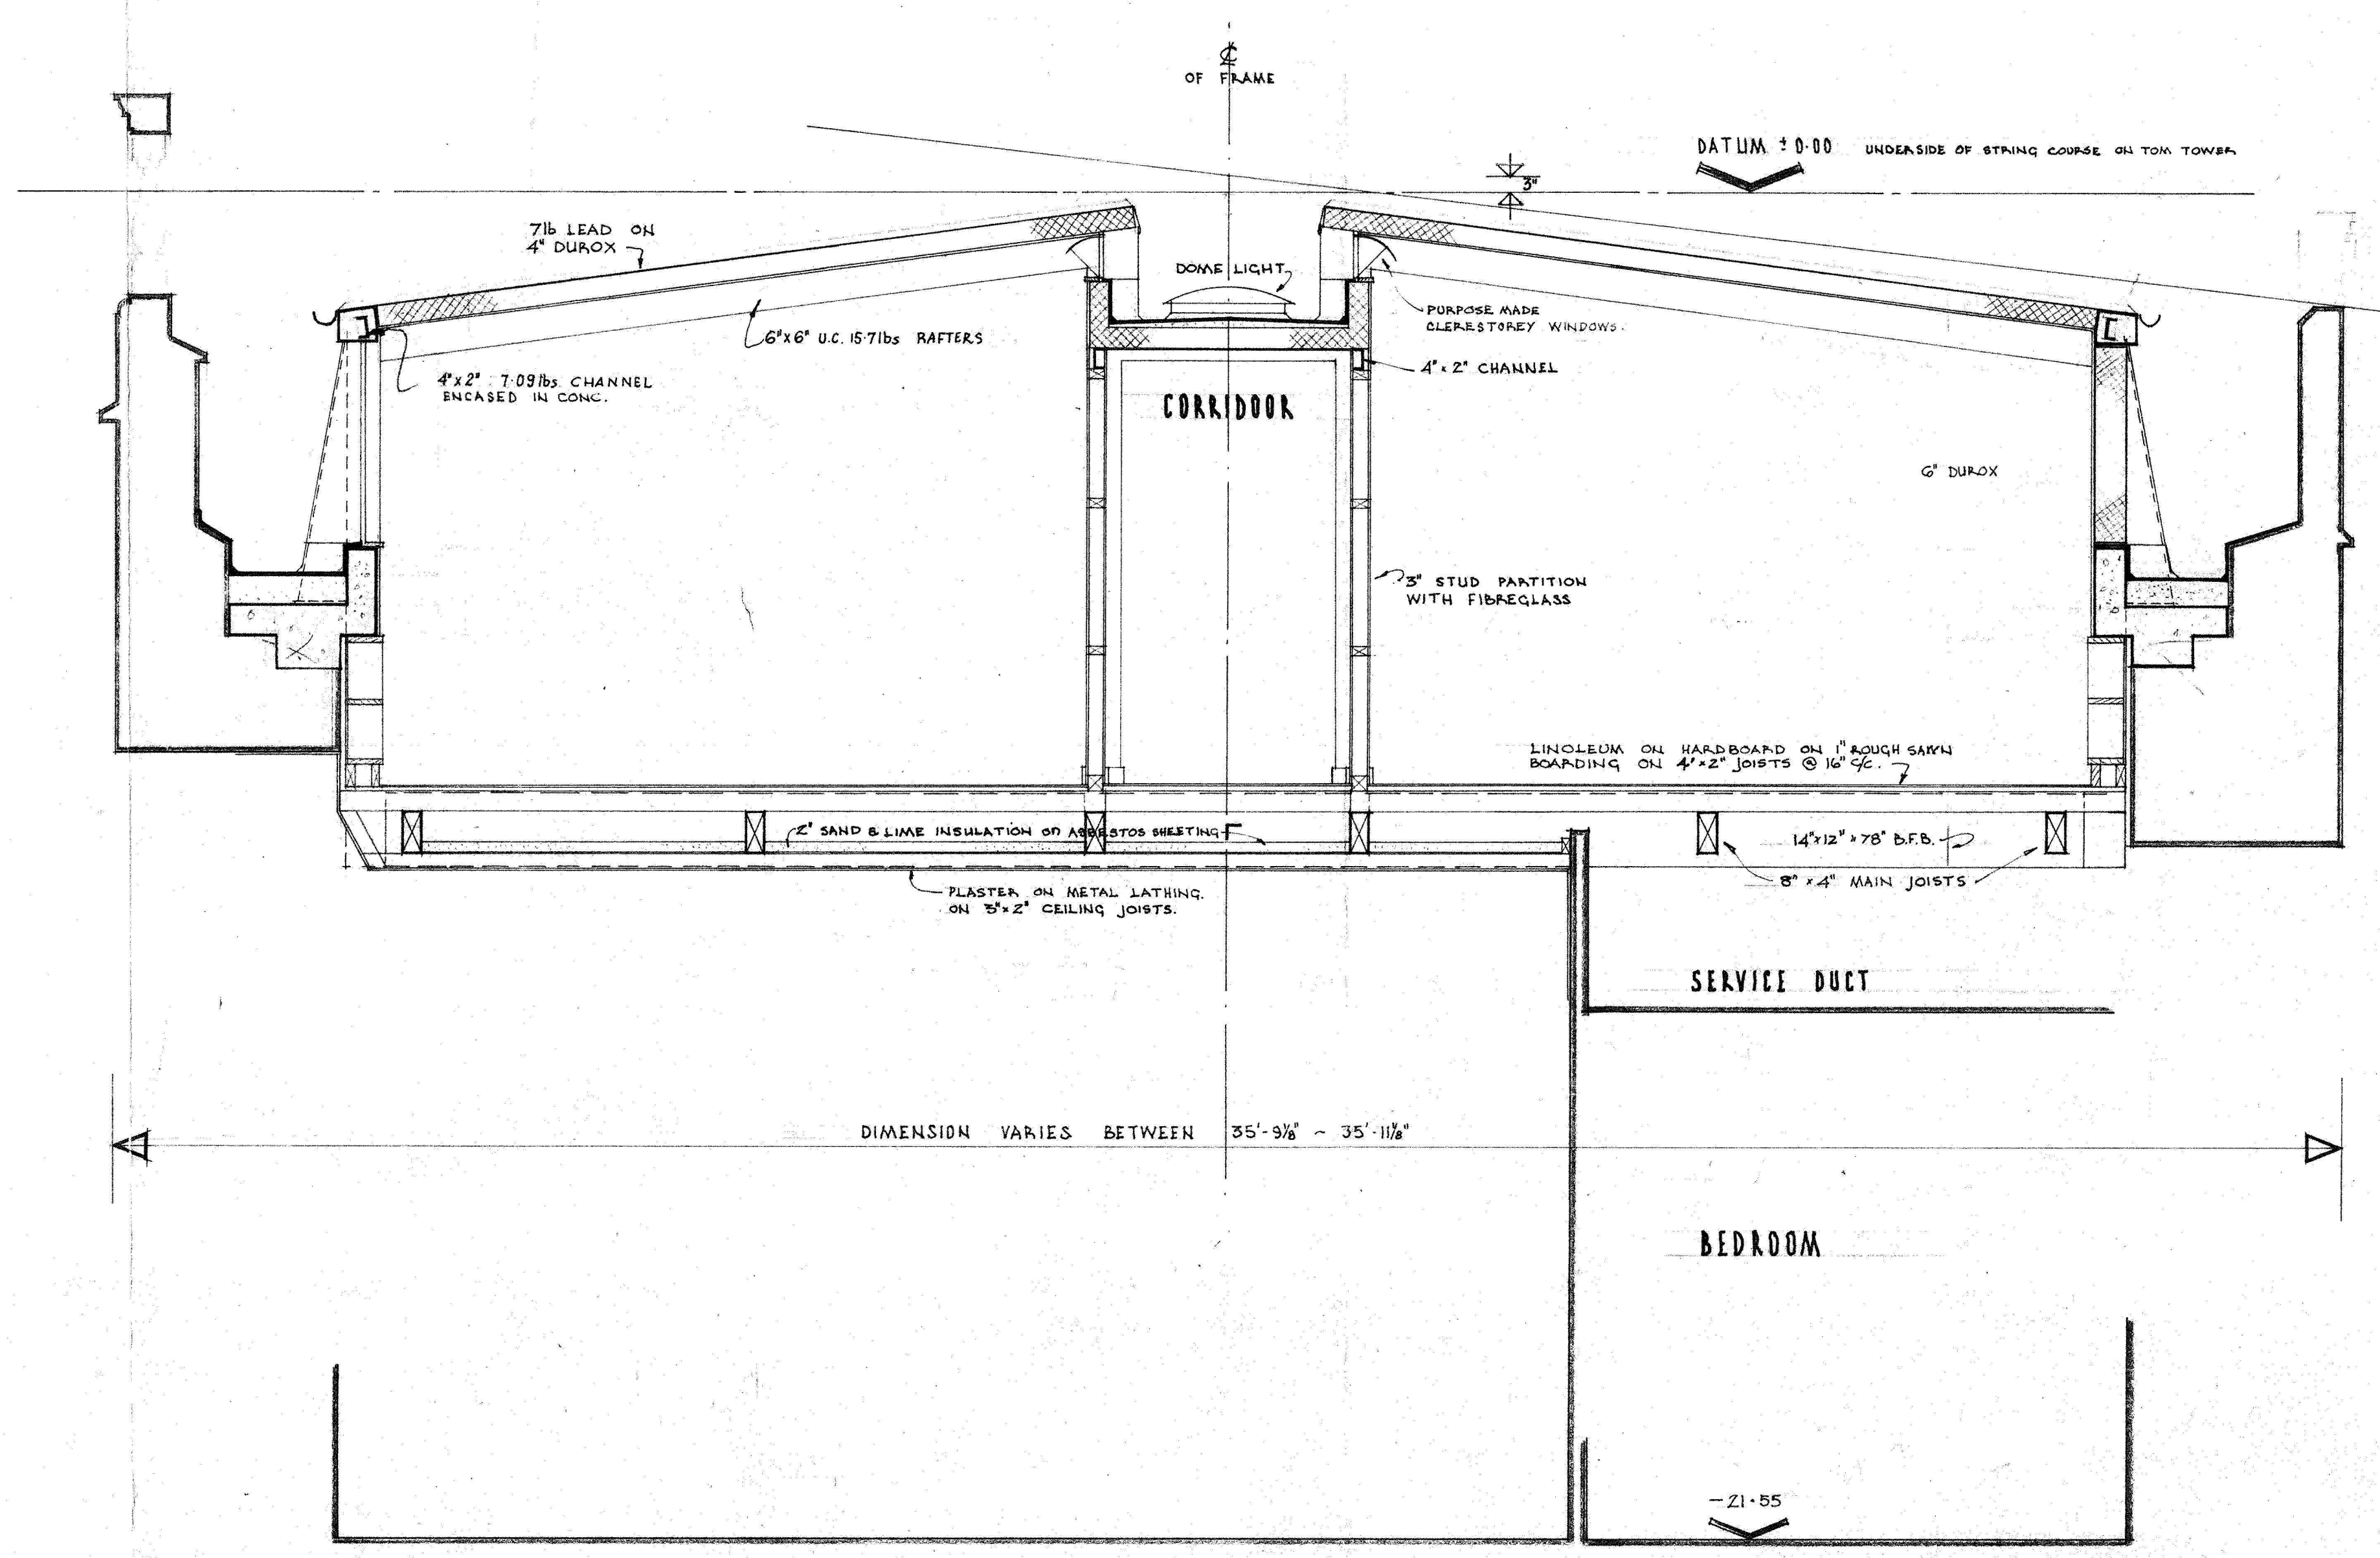 ℄
OF FRAME
DATUM ± 0·00 UNDERSIDE OF STRING COURSE ON TOM TOWER
3"
7lb LEAD ON
4" DUROX
DOME LIGHT
PURPOSE MADE
CLERESTOREY WINDOWS.
6"x6" U.C. 15·7lbs RAFTERS
4"x2" 7·09lbs CHANNEL
ENCASED IN CONC.
4"x2" CHANNEL
CORRIDOOR
6" DUROX
3" STUD PARTITION
WITH FIBREGLASS
LINOLEUM ON HARDBOARD ON 1" ROUGH SAWN
BOARDING ON 4"x2" JOISTS @ 16" C/C.
2" SAND & LIME INSULATION on ASBESTOS SHEETING
14"x12"x78" B.F.B.
8"x4" MAIN JOISTS
PLASTER ON METAL LATHING.
ON 3"x2" CEILING JOISTS.
SERVICE DUCT
DIMENSION VARIES BETWEEN 35'-9⅛" ~ 35'-11⅛"
BEDROOM
-21·55